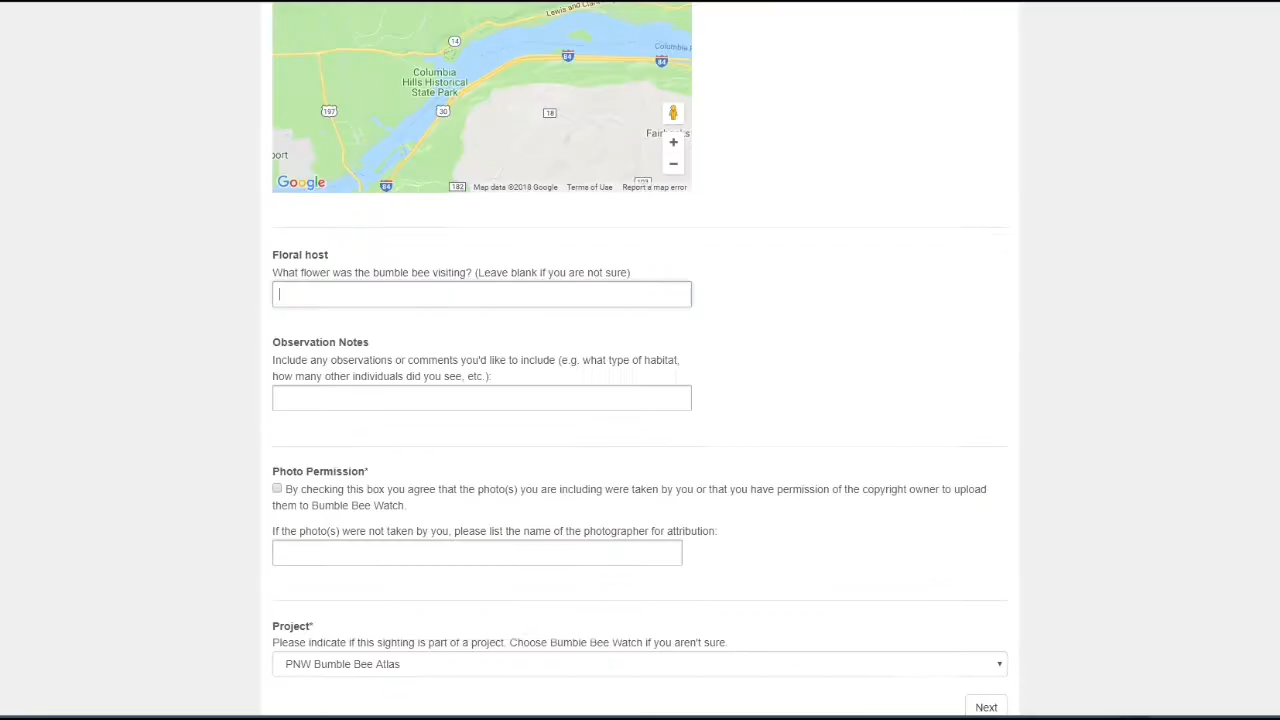 Lewis and Clar
14
84
Columbia
84
Columbia
Hills Historical
State Park
197
30
18
Fairbanks
port
+
−
Google
84
182
Map data ©2018 Google
Terms of Use
Report a map error
Floral host
What flower was the bumble bee visiting? (Leave blank if you are not sure)
Observation Notes
Include any observations or comments you'd like to include (e.g. what type of habitat,
how many other individuals did you see, etc.):
Photo Permission*
By checking this box you agree that the photo(s) you are including were taken by you or that you have permission of the copyright owner to upload
them to Bumble Bee Watch.
If the photo(s) were not taken by you, please list the name of the photographer for attribution:
Project*
Please indicate if this sighting is part of a project. Choose Bumble Bee Watch if you aren't sure.
PNW Bumble Bee Atlas
Next